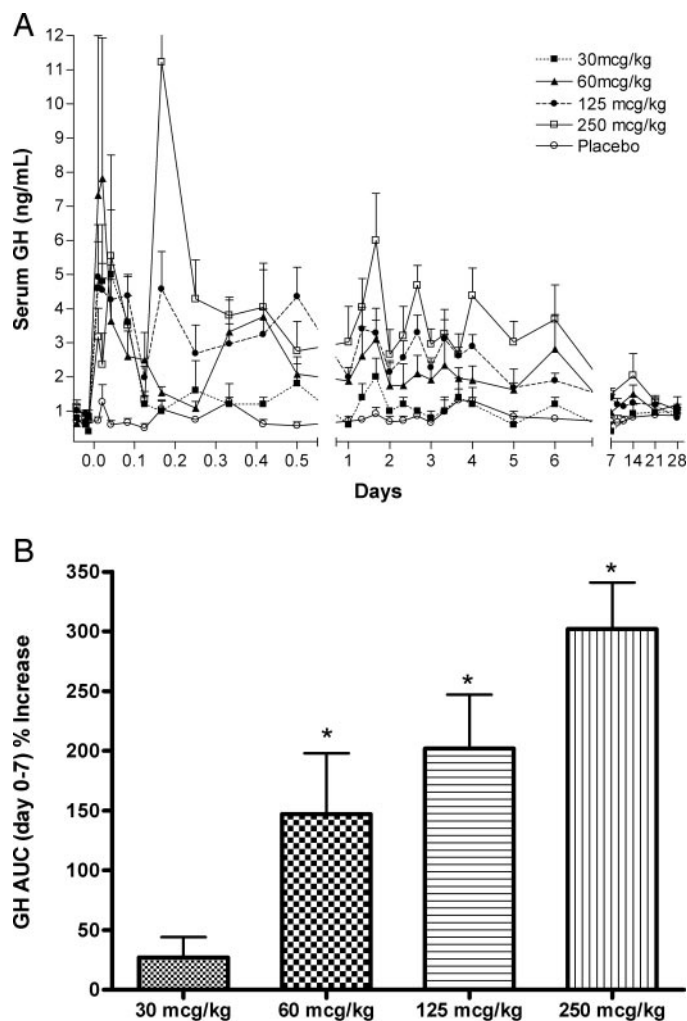 A
Serum GH (ng/mL)
12
11
10
9
8
7
6
5
4
3
2
1
30mcg/kg
60mcg/kg
125 mcg/kg
250 mcg/kg
Placebo
0.0 0.1 0.2 0.3 0.4 0.5 1 2 3 4 5 6 7 14 21 28
Days
B
GH AUC (day 0-7) % Increase
350
300
250
200
150
100
50
0
* * *
30 mcg/kg 60 mcg/kg 125 mcg/kg 250 mcg/kg